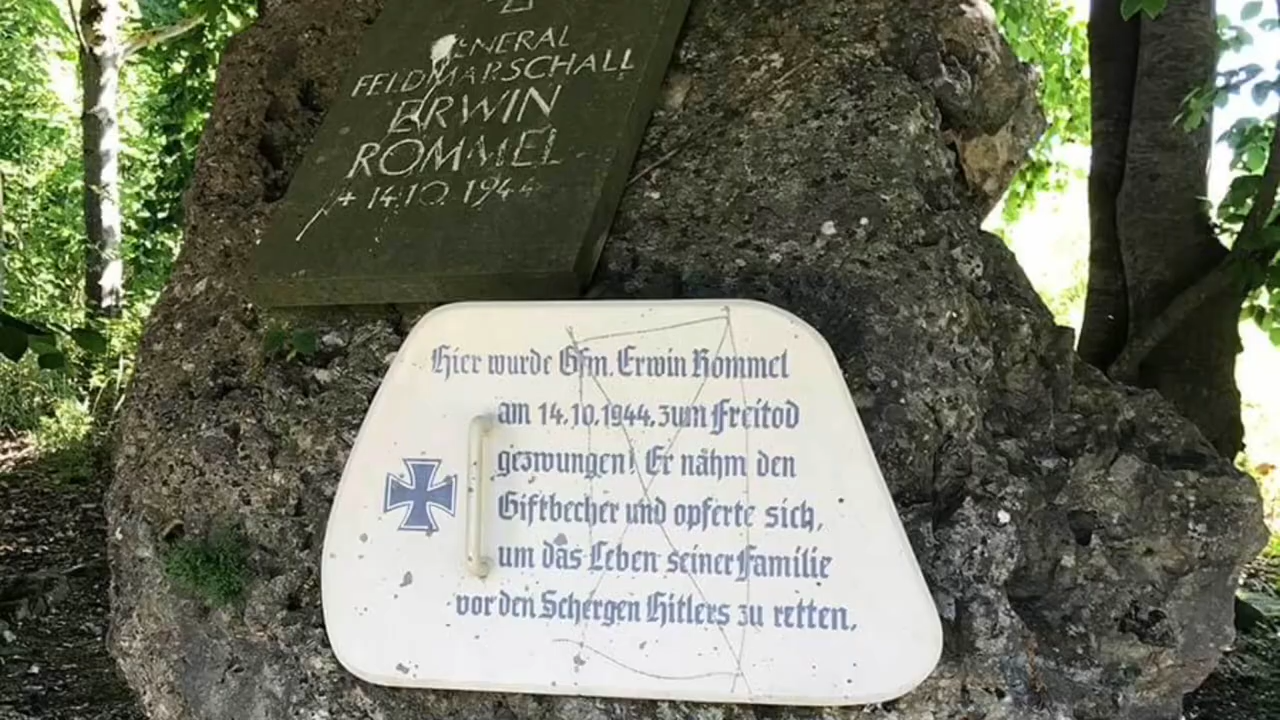 GENERAL
FELDMARSCHALL
ERWIN
ROMMEL
+ 14.10.1944
Hier wurde Gfm. Erwin Rommel
am 14.10.1944, zum Freitod
gezwungen! Er nahm den
Giftbecher und opferte sich,
um das Leben seiner Familie
vor den Schergen Hitlers zu retten.